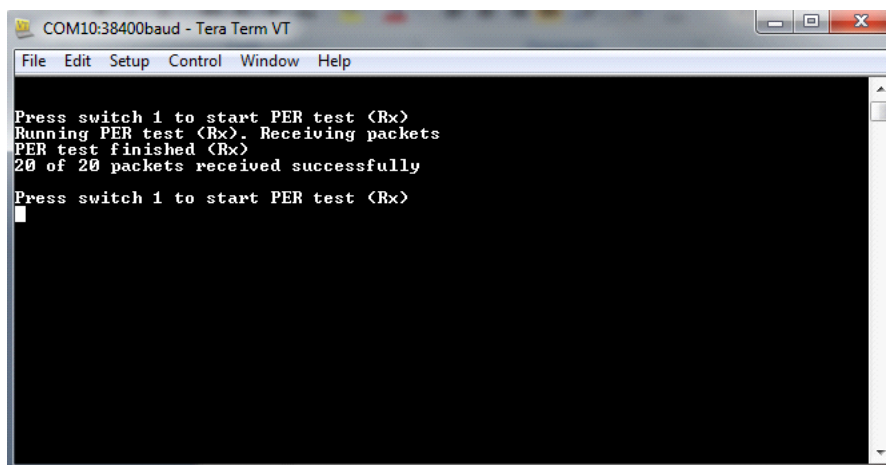 COM10:38400baud - Tera Term VT
File Edit Setup Control Window Help
Press switch 1 to start PER test (Rx)
Running PER test (Rx). Receiving packets
PER test finished (Rx)
20 of 20 packets received successfully
Press switch 1 to start PER test (Rx)